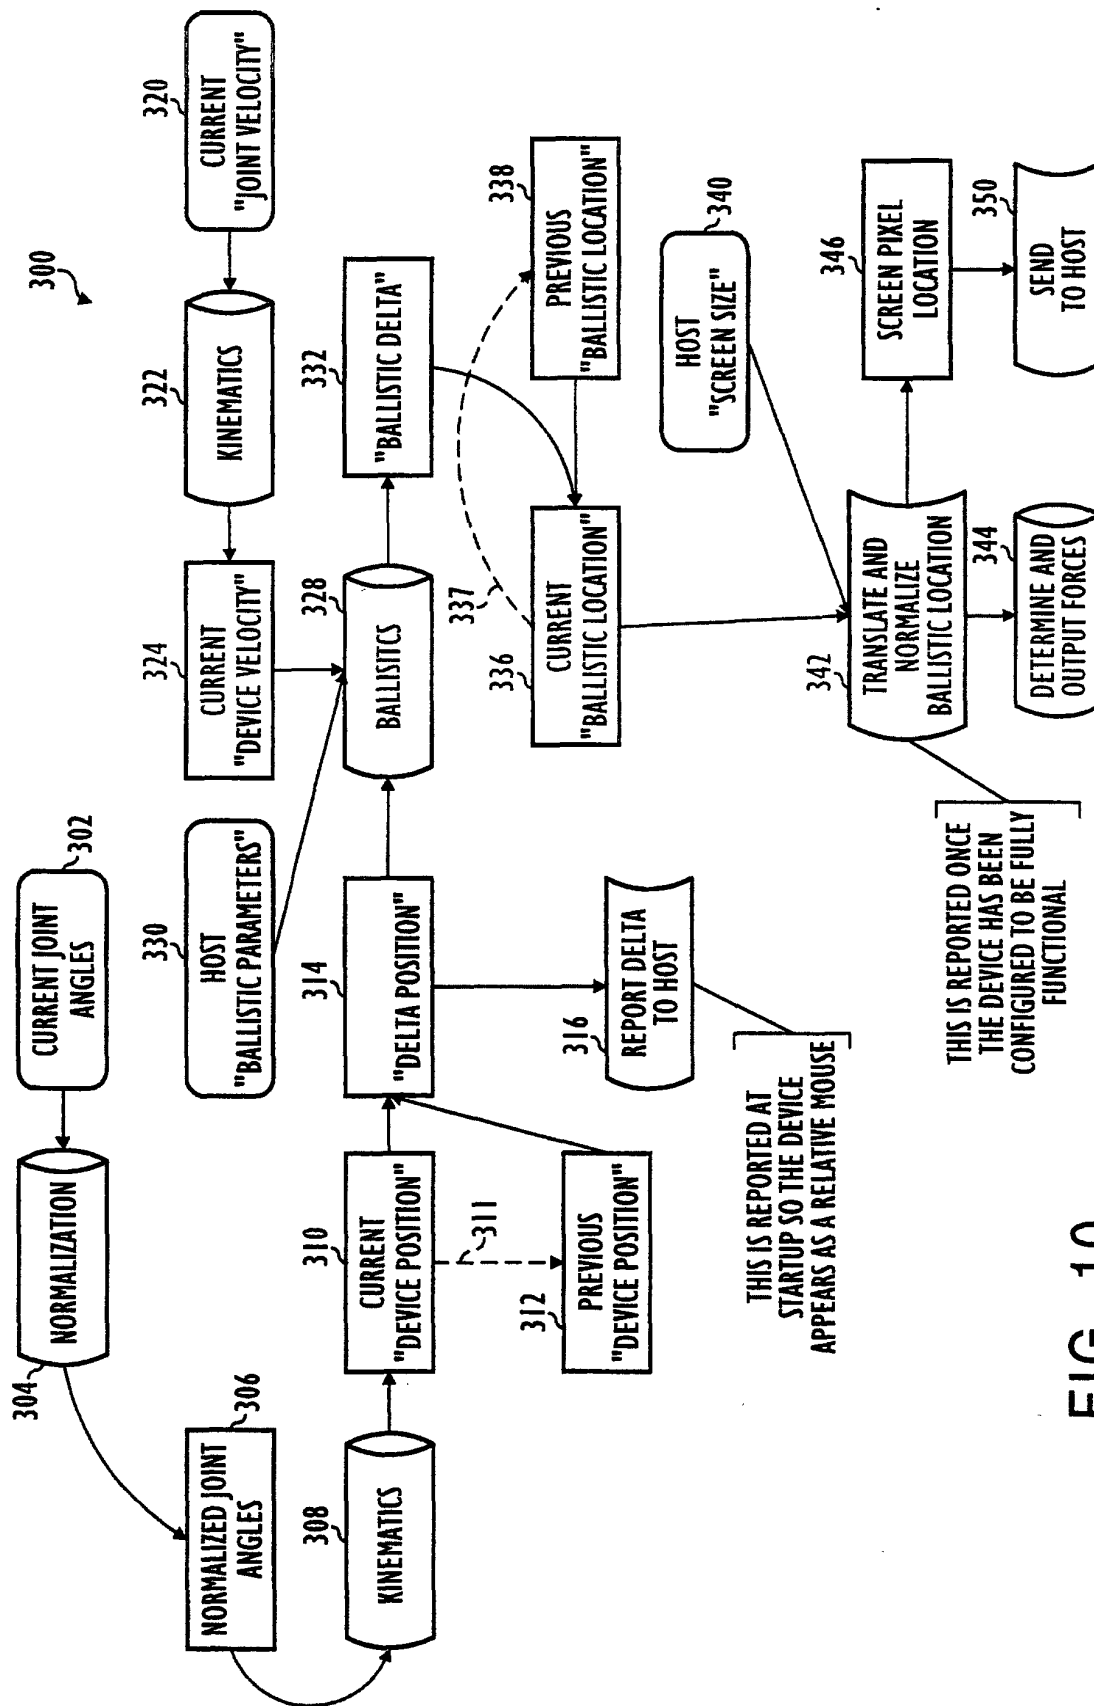 300
CURRENT JOINT
ANGLES
302
NORMALIZATION
304
NORMALIZED JOINT
ANGLES
306
KINEMATICS
308
CURRENT
"DEVICE POSITION"
310
311
PREVIOUS
"DEVICE POSITION"
312
"DELTA POSITION"
314
REPORT DELTA
TO HOST
316
THIS IS REPORTED AT
STARTUP SO THE DEVICE
APPEARS AS A RELATIVE MOUSE
CURRENT
"JOINT VELOCITY"
320
KINEMATICS
322
CURRENT
"DEVICE VELOCITY"
324
HOST
"BALLISTIC PARAMETERS"
330
BALLISITCS
328
"BALLISTIC DELTA"
332
CURRENT
"BALLISTIC LOCATION"
336
337
PREVIOUS
"BALLISTIC LOCATION"
338
HOST
"SCREEN SIZE"
340
TRANSLATE AND
NORMALIZE
BALLISTIC LOCATION
342
DETERMINE AND
OUTPUT FORCES
344
SCREEN PIXEL
LOCATION
346
SEND
TO HOST
350
THIS IS REPORTED ONCE
THE DEVICE HAS BEEN
CONFIGURED TO BE FULLY
FUNCTIONAL
FIG.